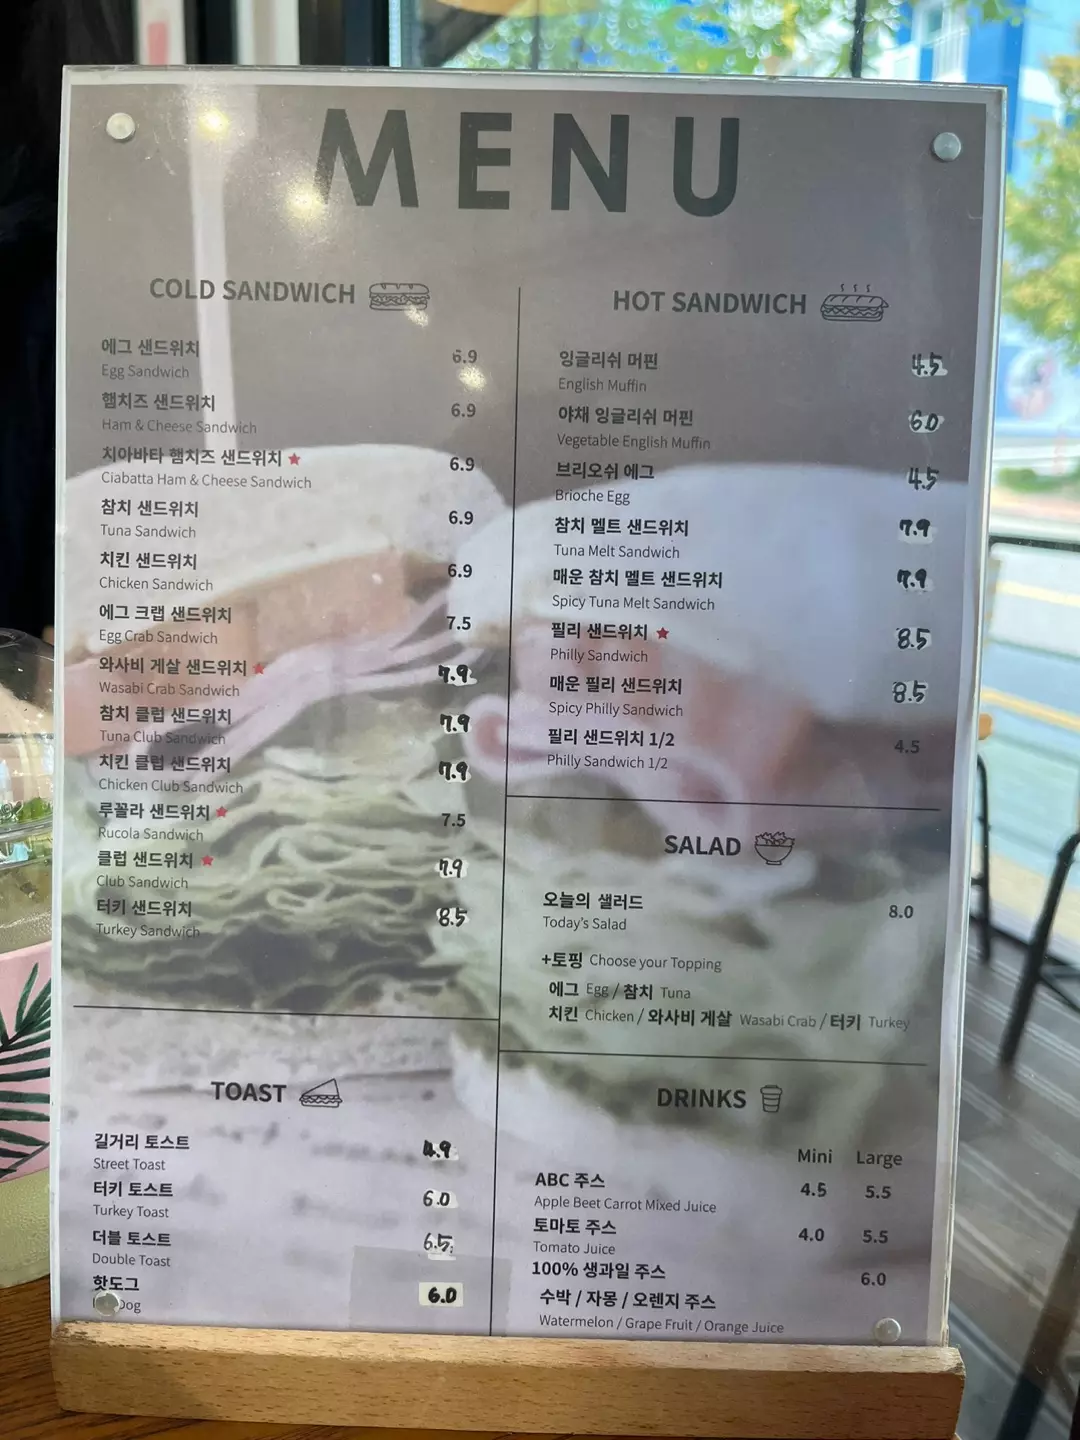 MENU
COLD SANDWICH
에그 샌드위치 6.9
Egg Sandwich
햄치즈 샌드위치 6.9
Ham & Cheese Sandwich
치아바타 햄치즈 샌드위치 ★ 6.9
Ciabatta Ham & Cheese Sandwich
참치 샌드위치 6.9
Tuna Sandwich
치킨 샌드위치 6.9
Chicken Sandwich
에그 크랩 샌드위치 7.5
Egg Crab Sandwich
와사비 게살 샌드위치 ★ 7.9
Wasabi Crab Sandwich
참치 클럽 샌드위치 7.9
Tuna Club Sandwich
치킨 클럽 샌드위치 7.9
Chicken Club Sandwich
루꼴라 샌드위치 ★ 7.5
Rucola Sandwich
클럽 샌드위치 ★ 7.9
Club Sandwich
터키 샌드위치 8.5
Turkey Sandwich
TOAST
길거리 토스트 4.9
Street Toast
터키 토스트 6.0
Turkey Toast
더블 토스트 6.5
Double Toast
핫도그 6.0
Dog
HOT SANDWICH
잉글리쉬 머핀 4.5
English Muffin
야채 잉글리쉬 머핀 6.0
Vegetable English Muffin
브리오쉬 에그 4.5
Brioche Egg
참치 멜트 샌드위치 7.9
Tuna Melt Sandwich
매운 참치 멜트 샌드위치 7.9
Spicy Tuna Melt Sandwich
필리 샌드위치 ★ 8.5
Philly Sandwich
매운 필리 샌드위치 8.5
Spicy Philly Sandwich
필리 샌드위치 1/2 4.5
Philly Sandwich 1/2
SALAD
오늘의 샐러드 8.0
Today's Salad
+토핑 Choose your Topping
에그 Egg / 참치 Tuna
치킨 Chicken / 와사비 게살 Wasabi Crab / 터키 Turkey
DRINKS
Mini Large
ABC 주스 4.5 5.5
Apple Beet Carrot Mixed Juice
토마토 주스 4.0 5.5
Tomato Juice
100% 생과일 주스 6.0
수박 / 자몽 / 오렌지 주스
Watermelon / Grape Fruit / Orange Juice